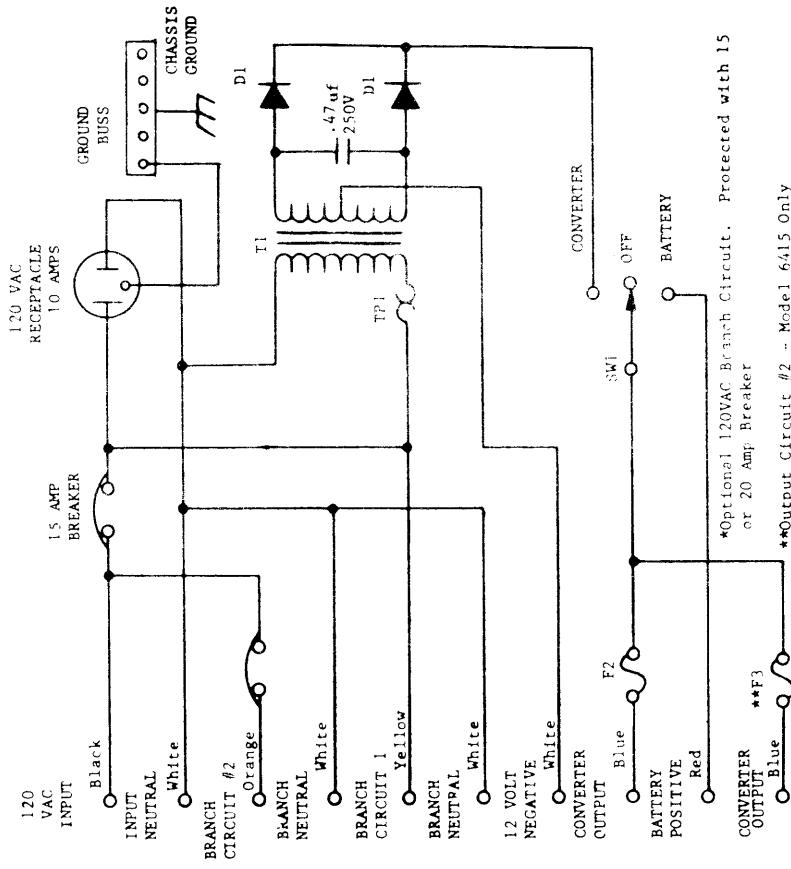 120
VAC
INPUT
Black
INPUT
NEUTRAL
White
BRANCH
CIRCUIT #2
Orange
BRANCH
NEUTRAL
White
BRANCH
CIRCUIT 1
Yellow
BRANCH
NEUTRAL
White
12 VOLT
NEGATIVE
White
CONVERTER
OUTPUT
Blue
BATTERY
POSITIVE
Red
CONVERTER
OUTPUT
Blue
15 AMP
BREAKER
120 VAC
RECEPTACLE
10 AMPS
GROUND
BUSS
CHASSIS
GROUND
T1
TP1
.47uf
250V
D1
D1
F2
**F3
SW1
CONVERTER
OFF
BATTERY
*Optional 120VAC Branch Circuit. Protected with 15
or 20 Amp Breaker
**Output Circuit #2 - Model 6415 Only